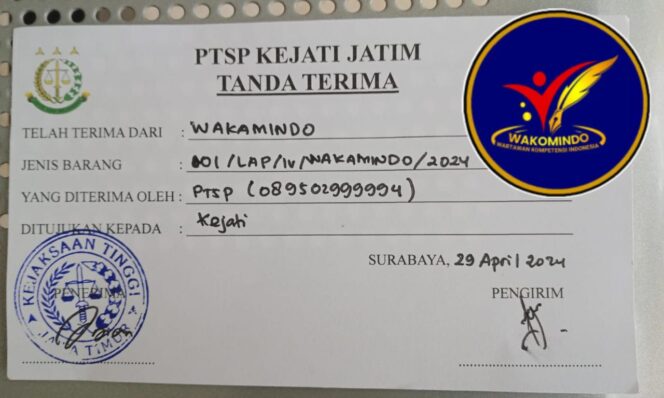 PTSP KEJATI JATIM
TANDA TERIMA
WAKOMINDO
WARTAWAN KOMPETENSI INDONESIA
TELAH TERIMA DARI : WAKAMINDO
JENIS BARANG : 001/LAP/IV/WAKAMINDO/2024
YANG DITERIMA OLEH : PTSP (089502999994)
DITUJUKAN KEPADA : Kejati
SURABAYA, 29 April 2024
PENERIMA
PENGIRIM
KEJAKSAAN TINGGI
JAWA TIMUR